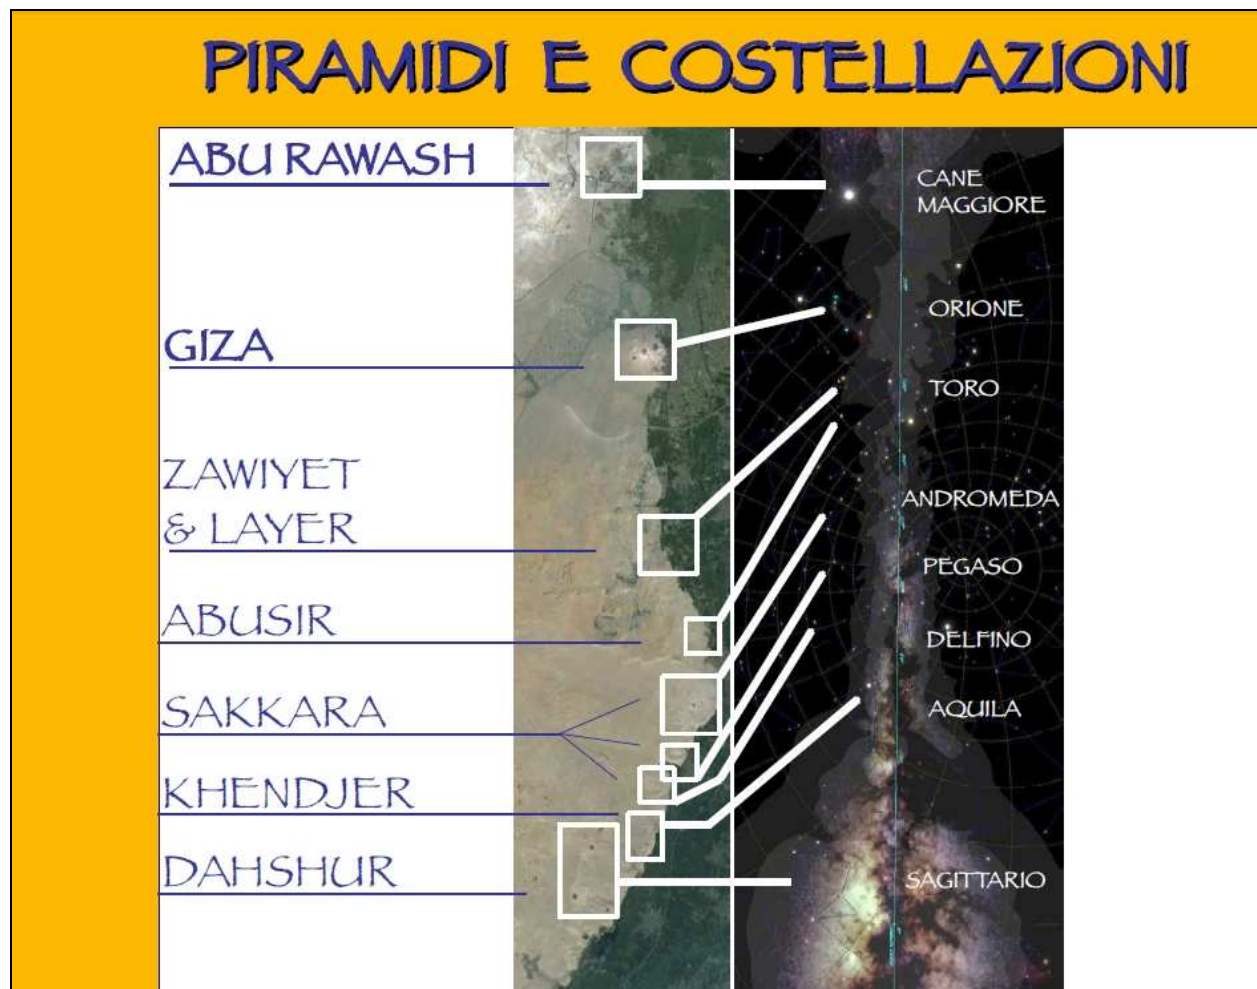 PIRAMIDI E COSTELLAZIONI
ABU RAWASH
GIZA
ZAWIYET
& LAYER
ABUSIR
SAKKARA
KHENDJER
DAHSHUR
CANE
MAGGIORE
ORIONE
TORO
ANDROMEDA
PEGASO
DELFINO
AQUILA
SAGITTARIO